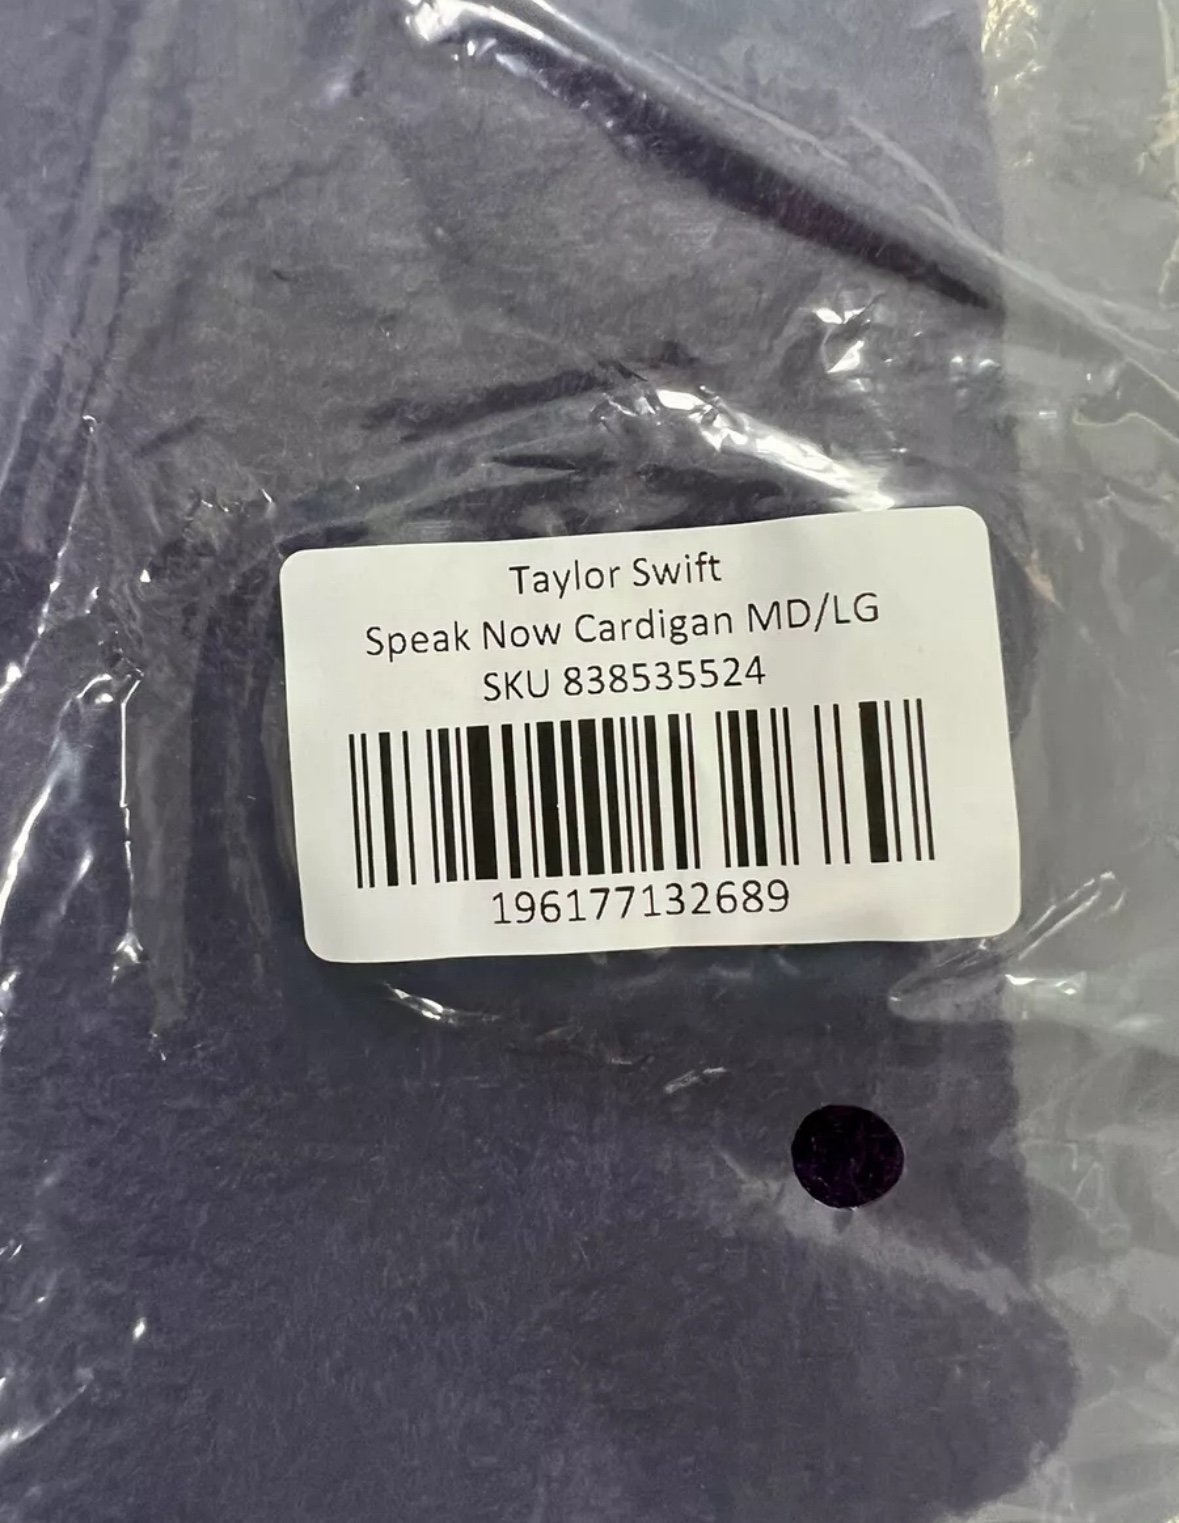 Taylor Swift
Speak Now Cardigan MD/LG
SKU 838535524
196177132689